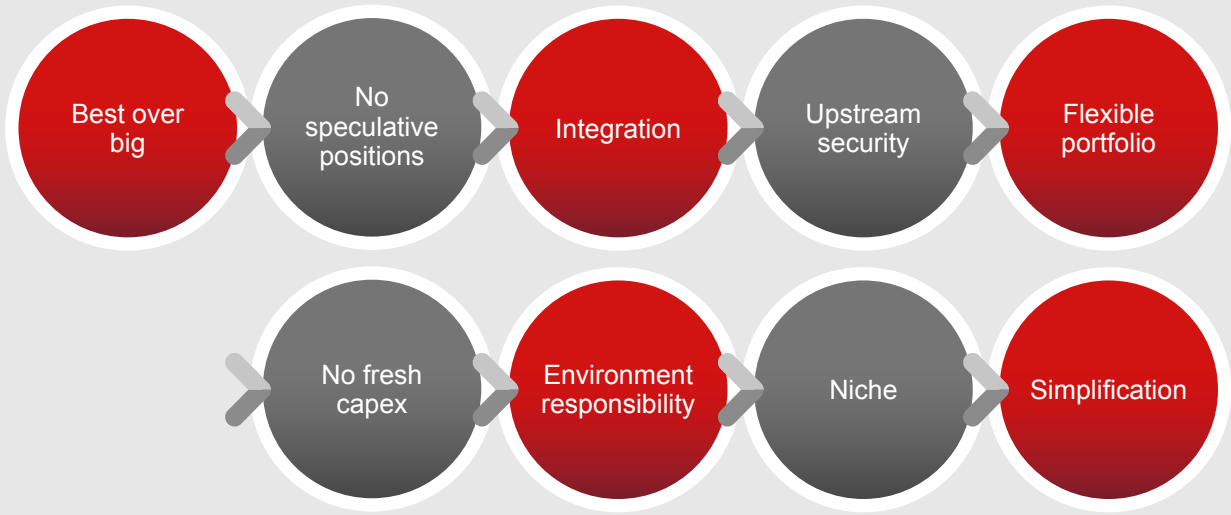 Best over
big
No
speculative
positions
Integration
Upstream
security
Flexible
portfolio
No fresh
capex
Environment
responsibility
Niche
Simplification